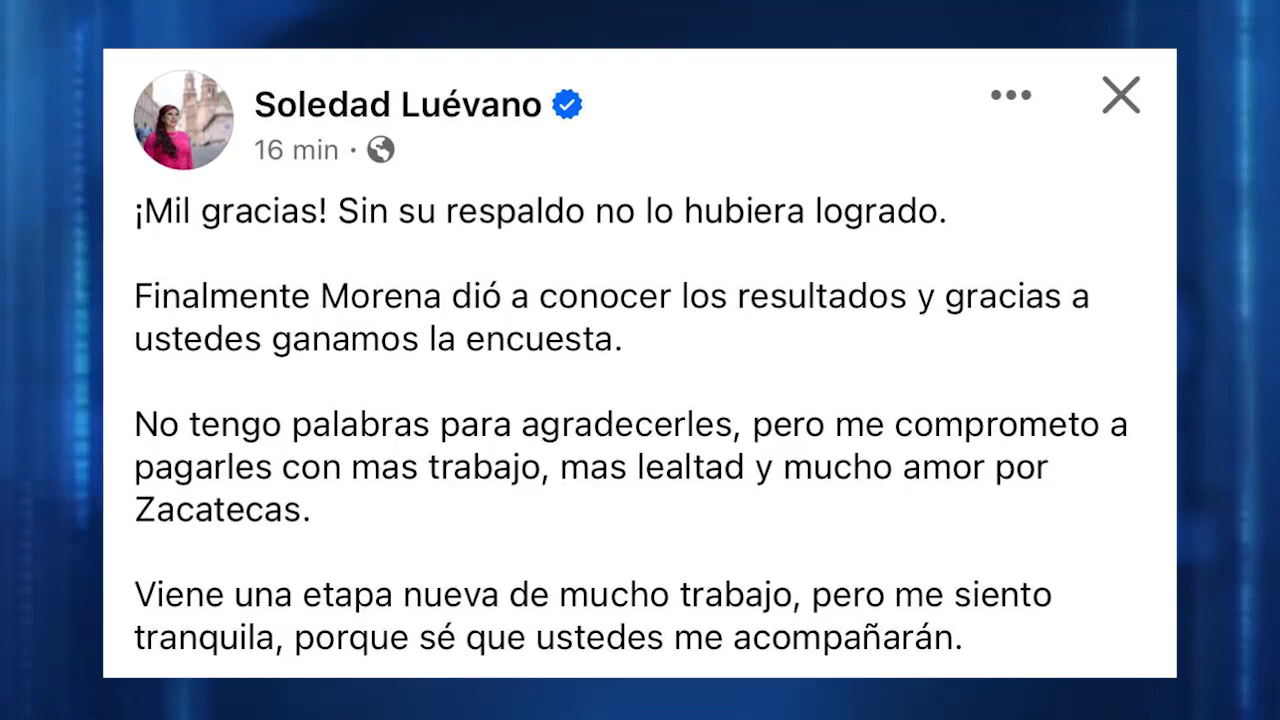 Soledad Luévano
16 min ·
¡Mil gracias! Sin su respaldo no lo hubiera logrado.
Finalmente Morena dió a conocer los resultados y gracias a
ustedes ganamos la encuesta.
No tengo palabras para agradecerles, pero me comprometo a
pagarles con mas trabajo, mas lealtad y mucho amor por
Zacatecas.
Viene una etapa nueva de mucho trabajo, pero me siento
tranquila, porque sé que ustedes me acompañarán.